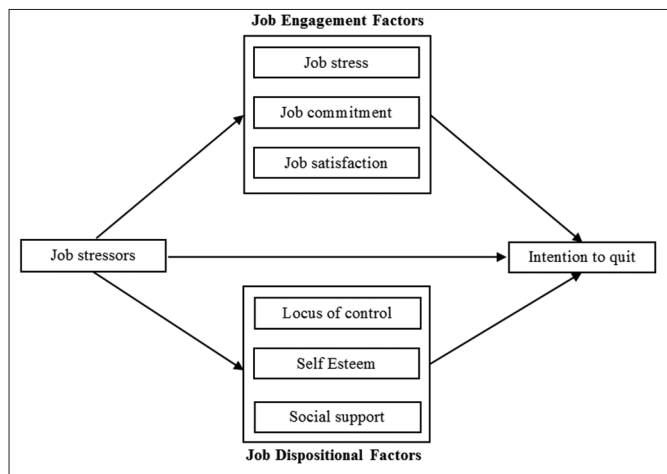 Job Engagement Factors
Job stress
Job commitment
Job satisfaction
Job stressors
Intention to quit
Locus of control
Self Esteem
Social support
Job Dispositional Factors